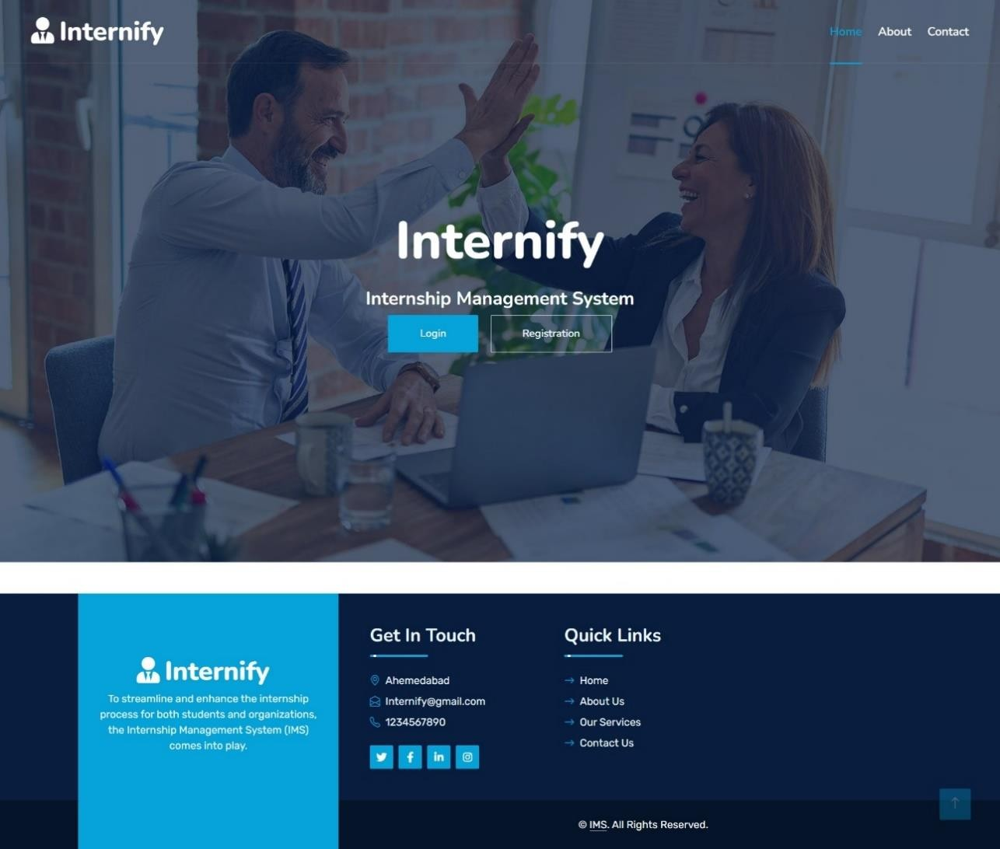 Internify
Home About Contact
Internify
Internship Management System
Login Registration
Internify
To streamline and enhance the internship
process for both students and organizations,
the Internship Management System (IMS)
comes into play.
Get In Touch
Ahemedabad
Internify@gmail.com
1234567890
Quick Links
Home
About Us
Our Services
Contact Us
© IMS. All Rights Reserved.